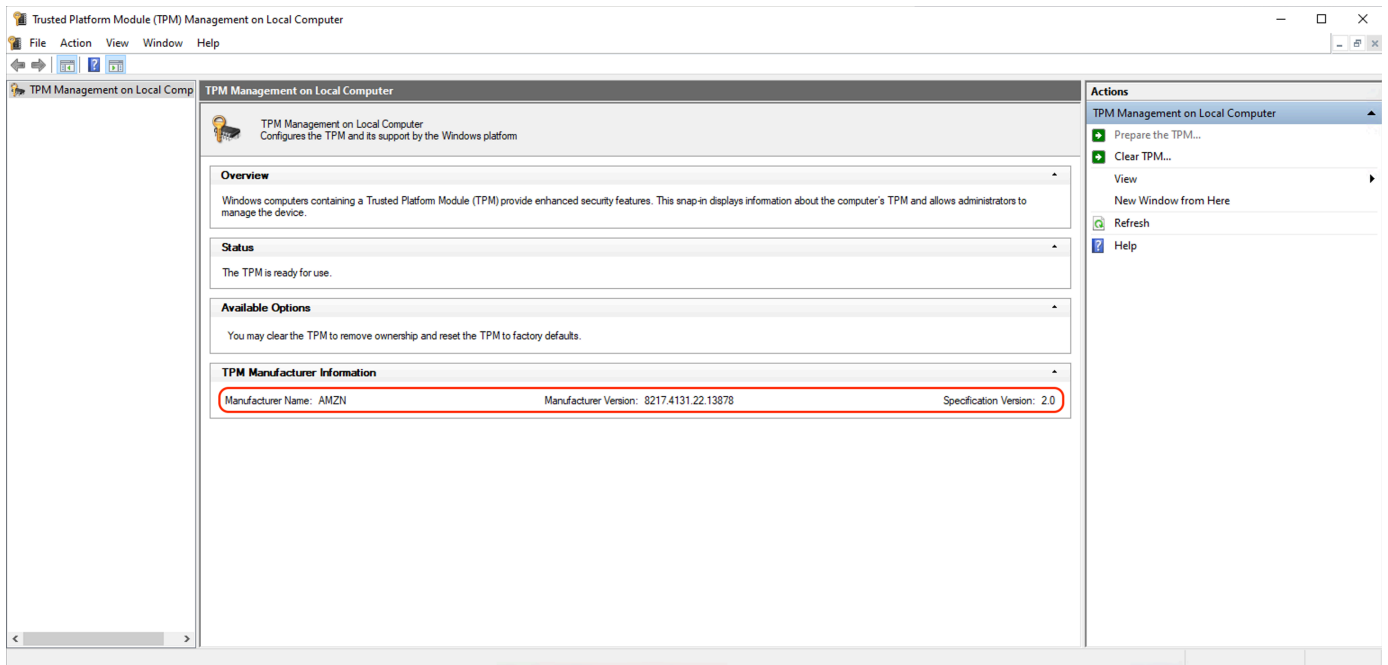 Trusted Platform Module (TPM) Management on Local Computer
File Action View Window Help
TPM Management on Local Comp
TPM Management on Local Computer
TPM Management on Local Computer
Configures the TPM and its support by the Windows platform
Overview
Windows computers containing a Trusted Platform Module (TPM) provide enhanced security features. This snap-in displays information about the computer's TPM and allows administrators to
manage the device.
Status
The TPM is ready for use.
Available Options
You may clear the TPM to remove ownership and reset the TPM to factory defaults.
TPM Manufacturer Information
Manufacturer Name: AMZN Manufacturer Version: 8217.4131.22.13878 Specification Version: 2.0
Actions
TPM Management on Local Computer
Prepare the TPM...
Clear TPM...
View
New Window from Here
Refresh
Help